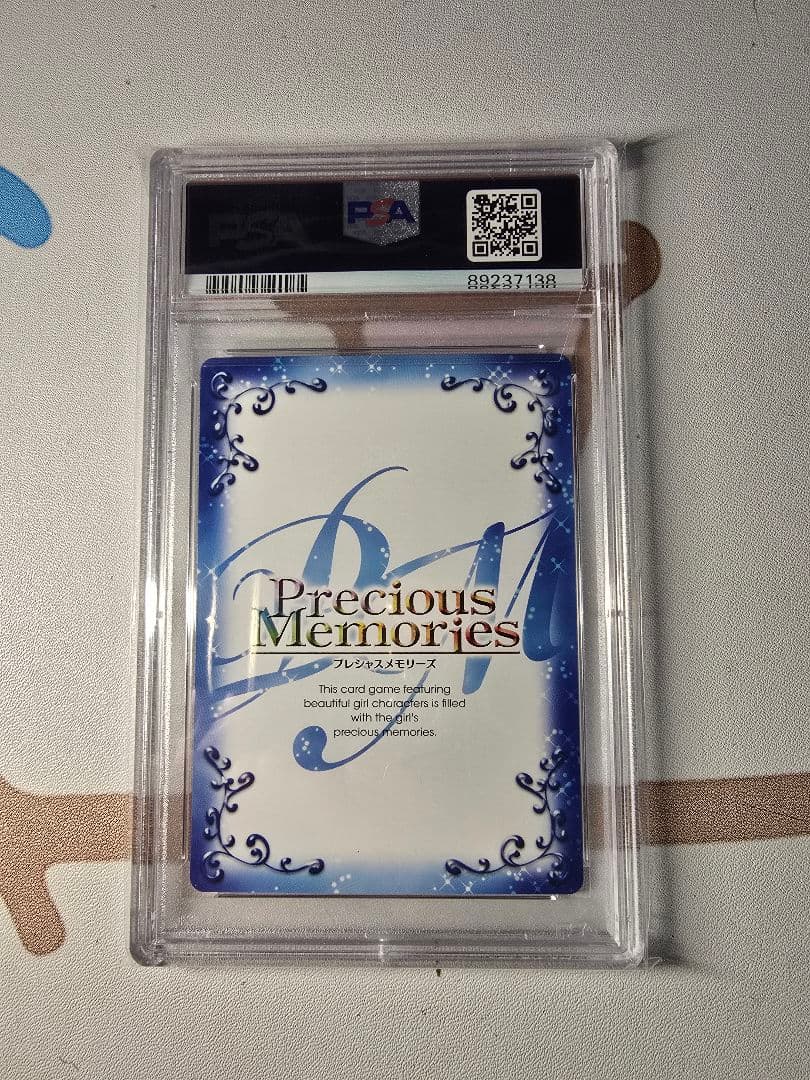 PSA
PSA
89237138
Precious
Memories
プレシャスメモリーズ
This card game featuring
beautiful girl characters is filled
with the girl's
precious memories.